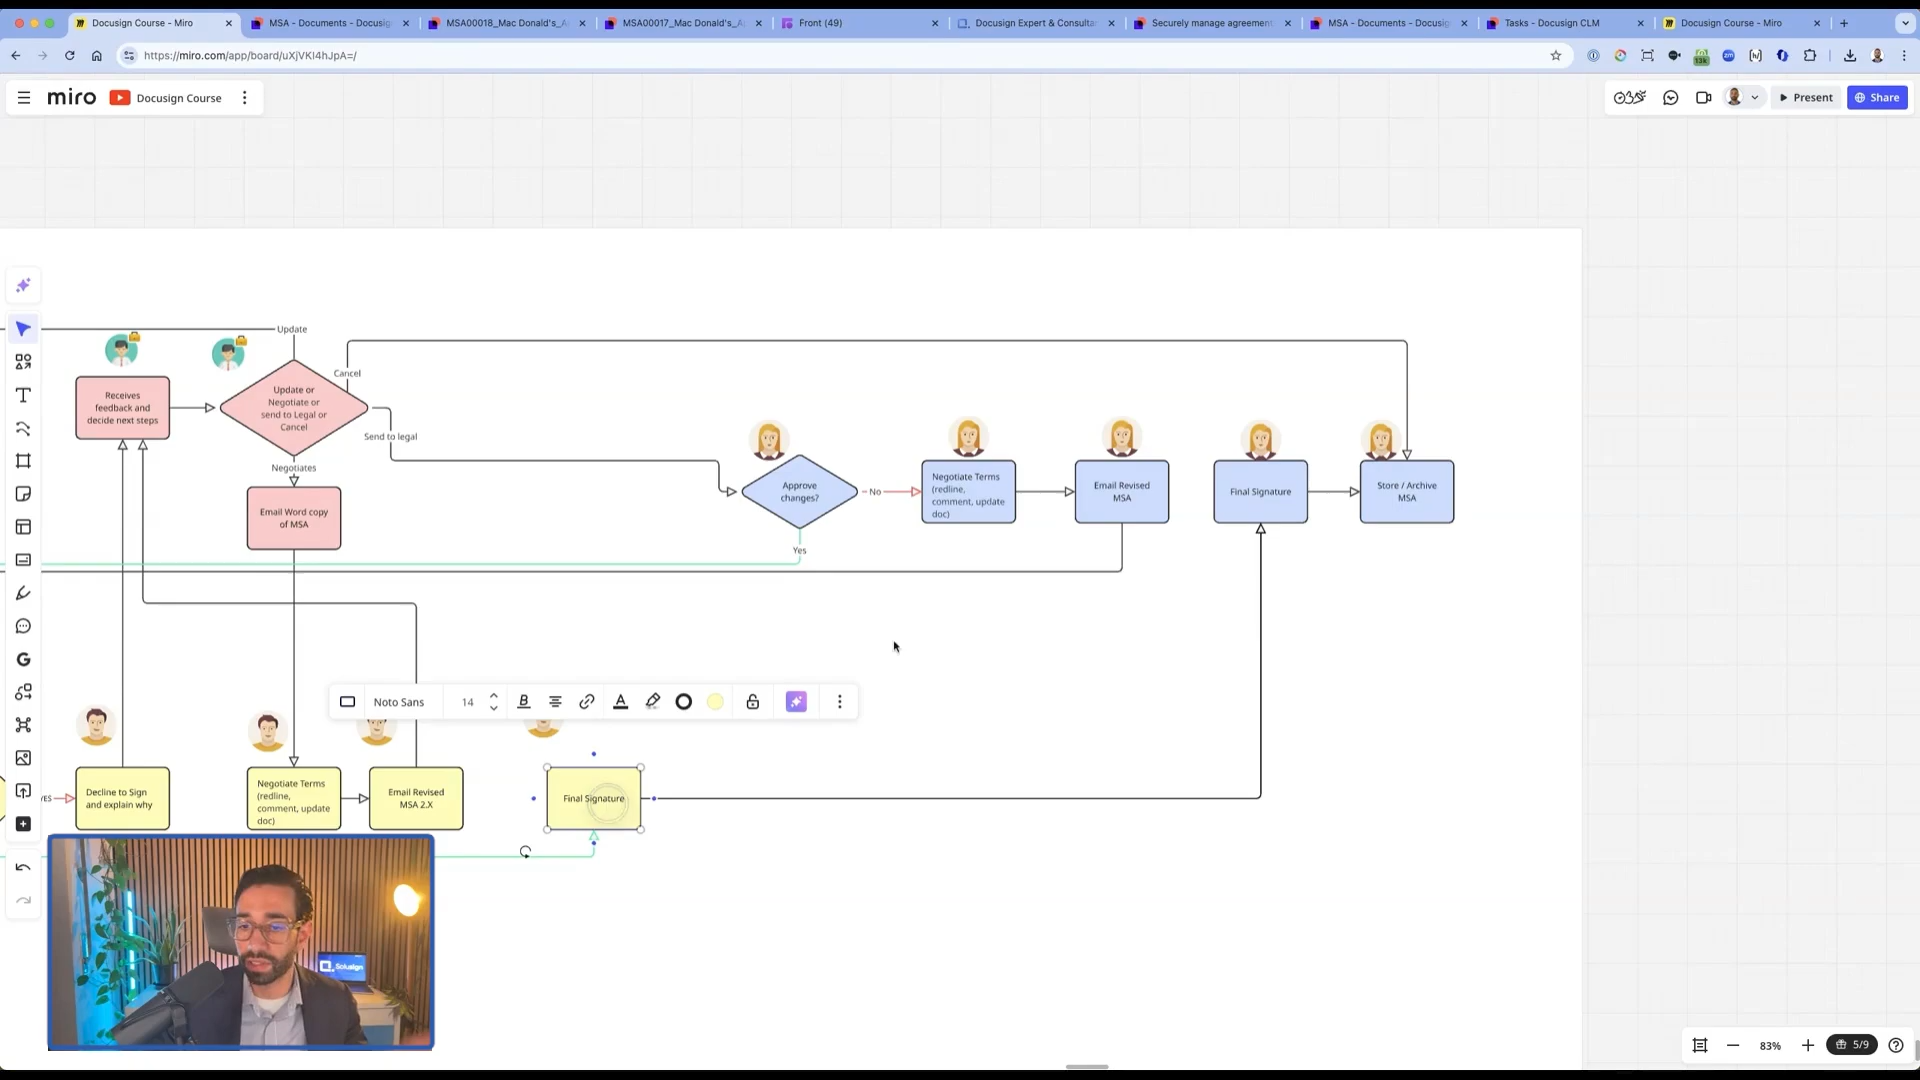 Docusign Course - Miro
MSA - Documents - Docusig
MSA00018_Mac Donald's_A
MSA00017_Mac Donald's_A
Front (49)
Docusign Expert & Consulta
Securely manage agreement
MSA - Documents - Docusig
Tasks - Docusign CLM
Docusign Course - Miro
https://miro.com/app/board/uXjVKI4hJpA=/
13k
miro
Docusign Course
Present
Share
Update
Cancel
Receives
feedback and
decide next steps
Update or
Negotiate or
send to Legal or
Cancel
Send to legal
Negotiates
Email Word copy
of MSA
Approve
changes?
No
Yes
Negotiate Terms
(redline,
comment, update
doc)
Email Revised
MSA
Final Signature
Store / Archive
MSA
Noto Sans
14
B
A
YES
Decline to Sign
and explain why
Negotiate Terms
(redline,
comment, update
doc)
Email Revised
MSA 2.X
Final Signature
Solusign
83%
5/9